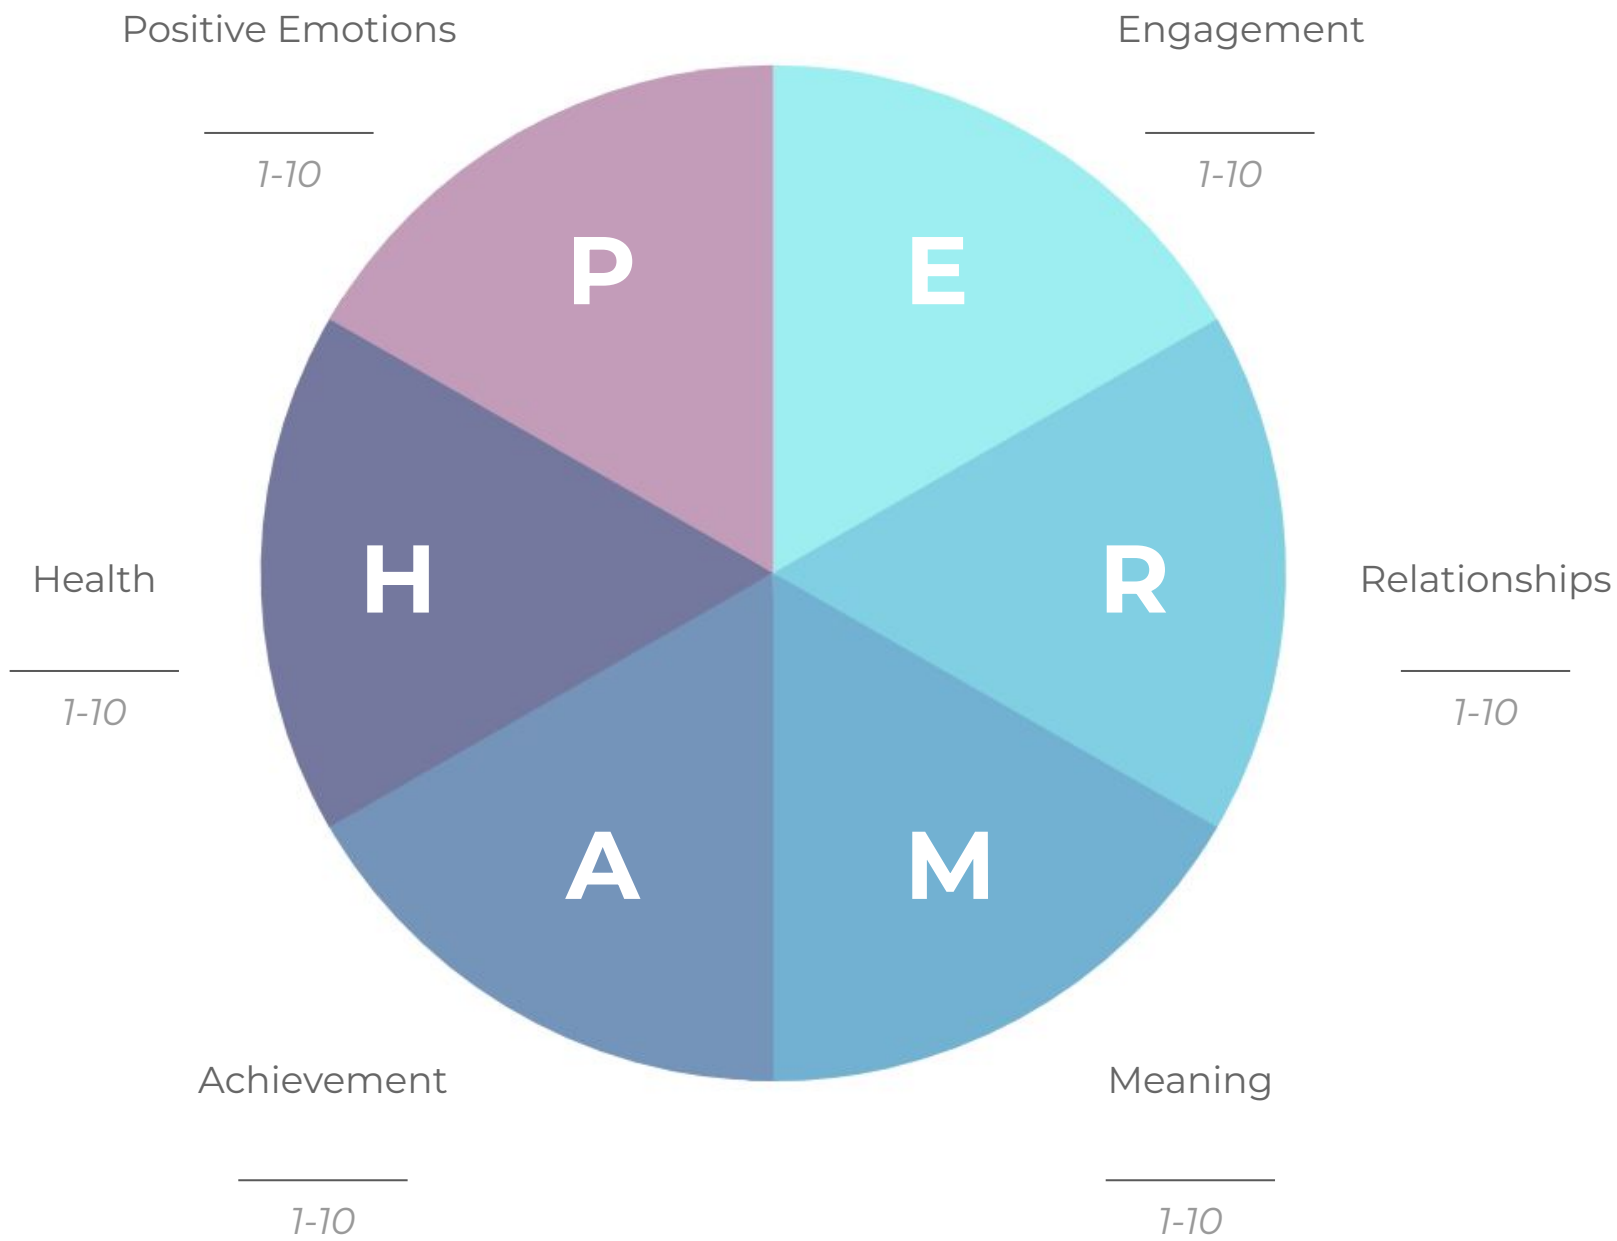 Positive Emotions
1-10
Engagement
1-10
P
E
H
R
A
M
Health
1-10
Relationships
1-10
Achievement
1-10
Meaning
1-10